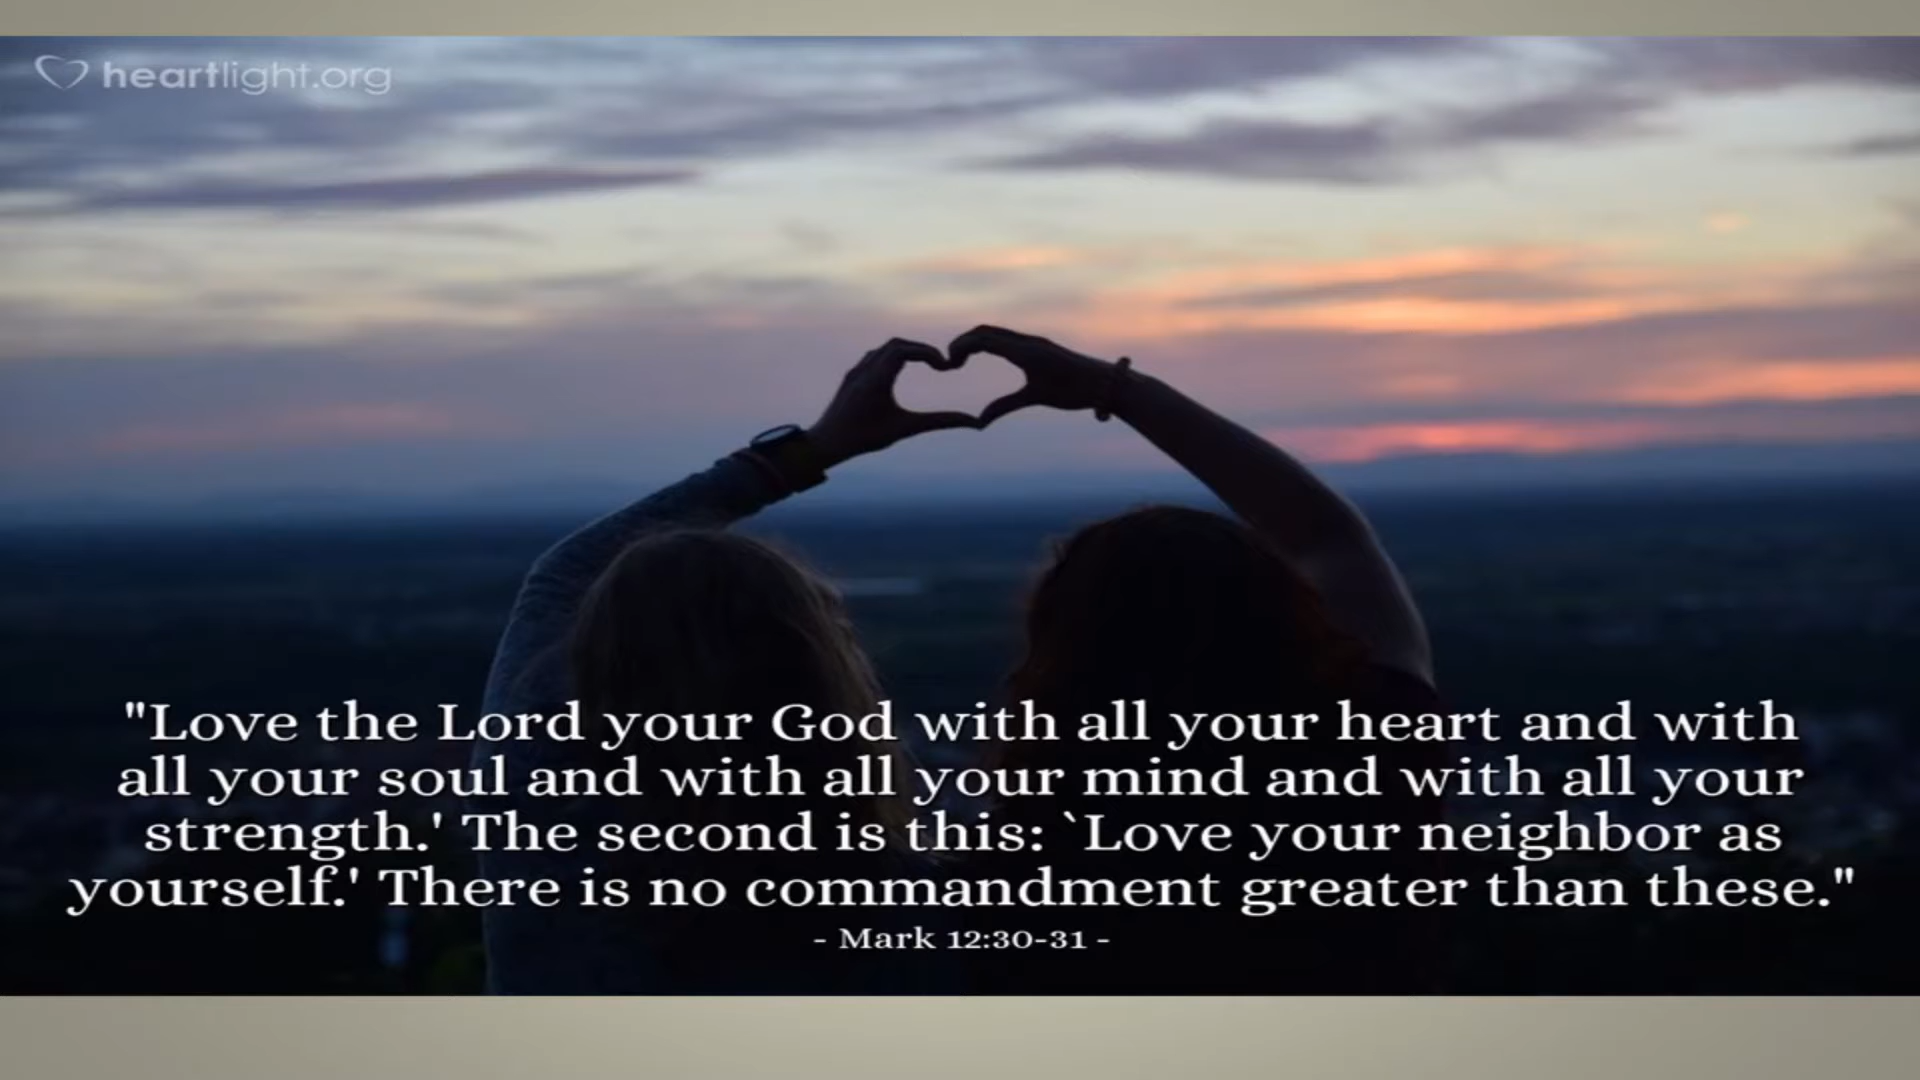 heartlight.org
"Love the Lord your God with all your heart and with
all your soul and with all your mind and with all your
strength.' The second is this: `Love your neighbor as
yourself.' There is no commandment greater than these."
- Mark 12:30-31 -